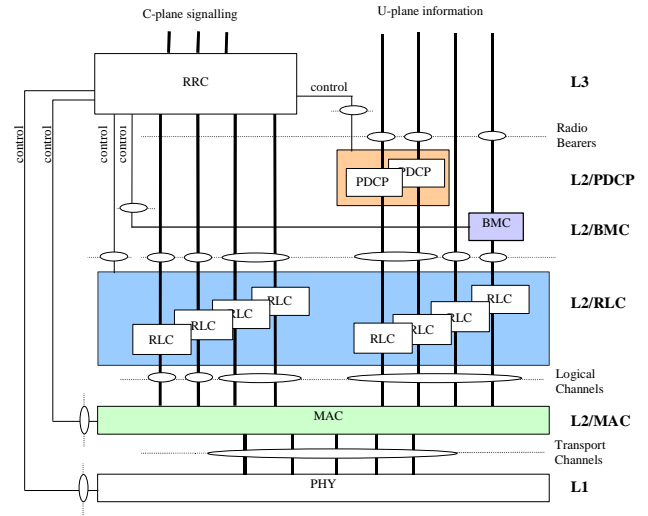 C-plane signalling
U-plane information
RRC
control
L3
control
control
control
control
Radio
Bearers
PDCP
PDCP
L2/PDCP
BMC
L2/BMC
RLC
RLC
RLC
RLC
RLC
RLC
RLC
RLC
L2/RLC
Logical
Channels
MAC
L2/MAC
Transport
Channels
PHY
L1